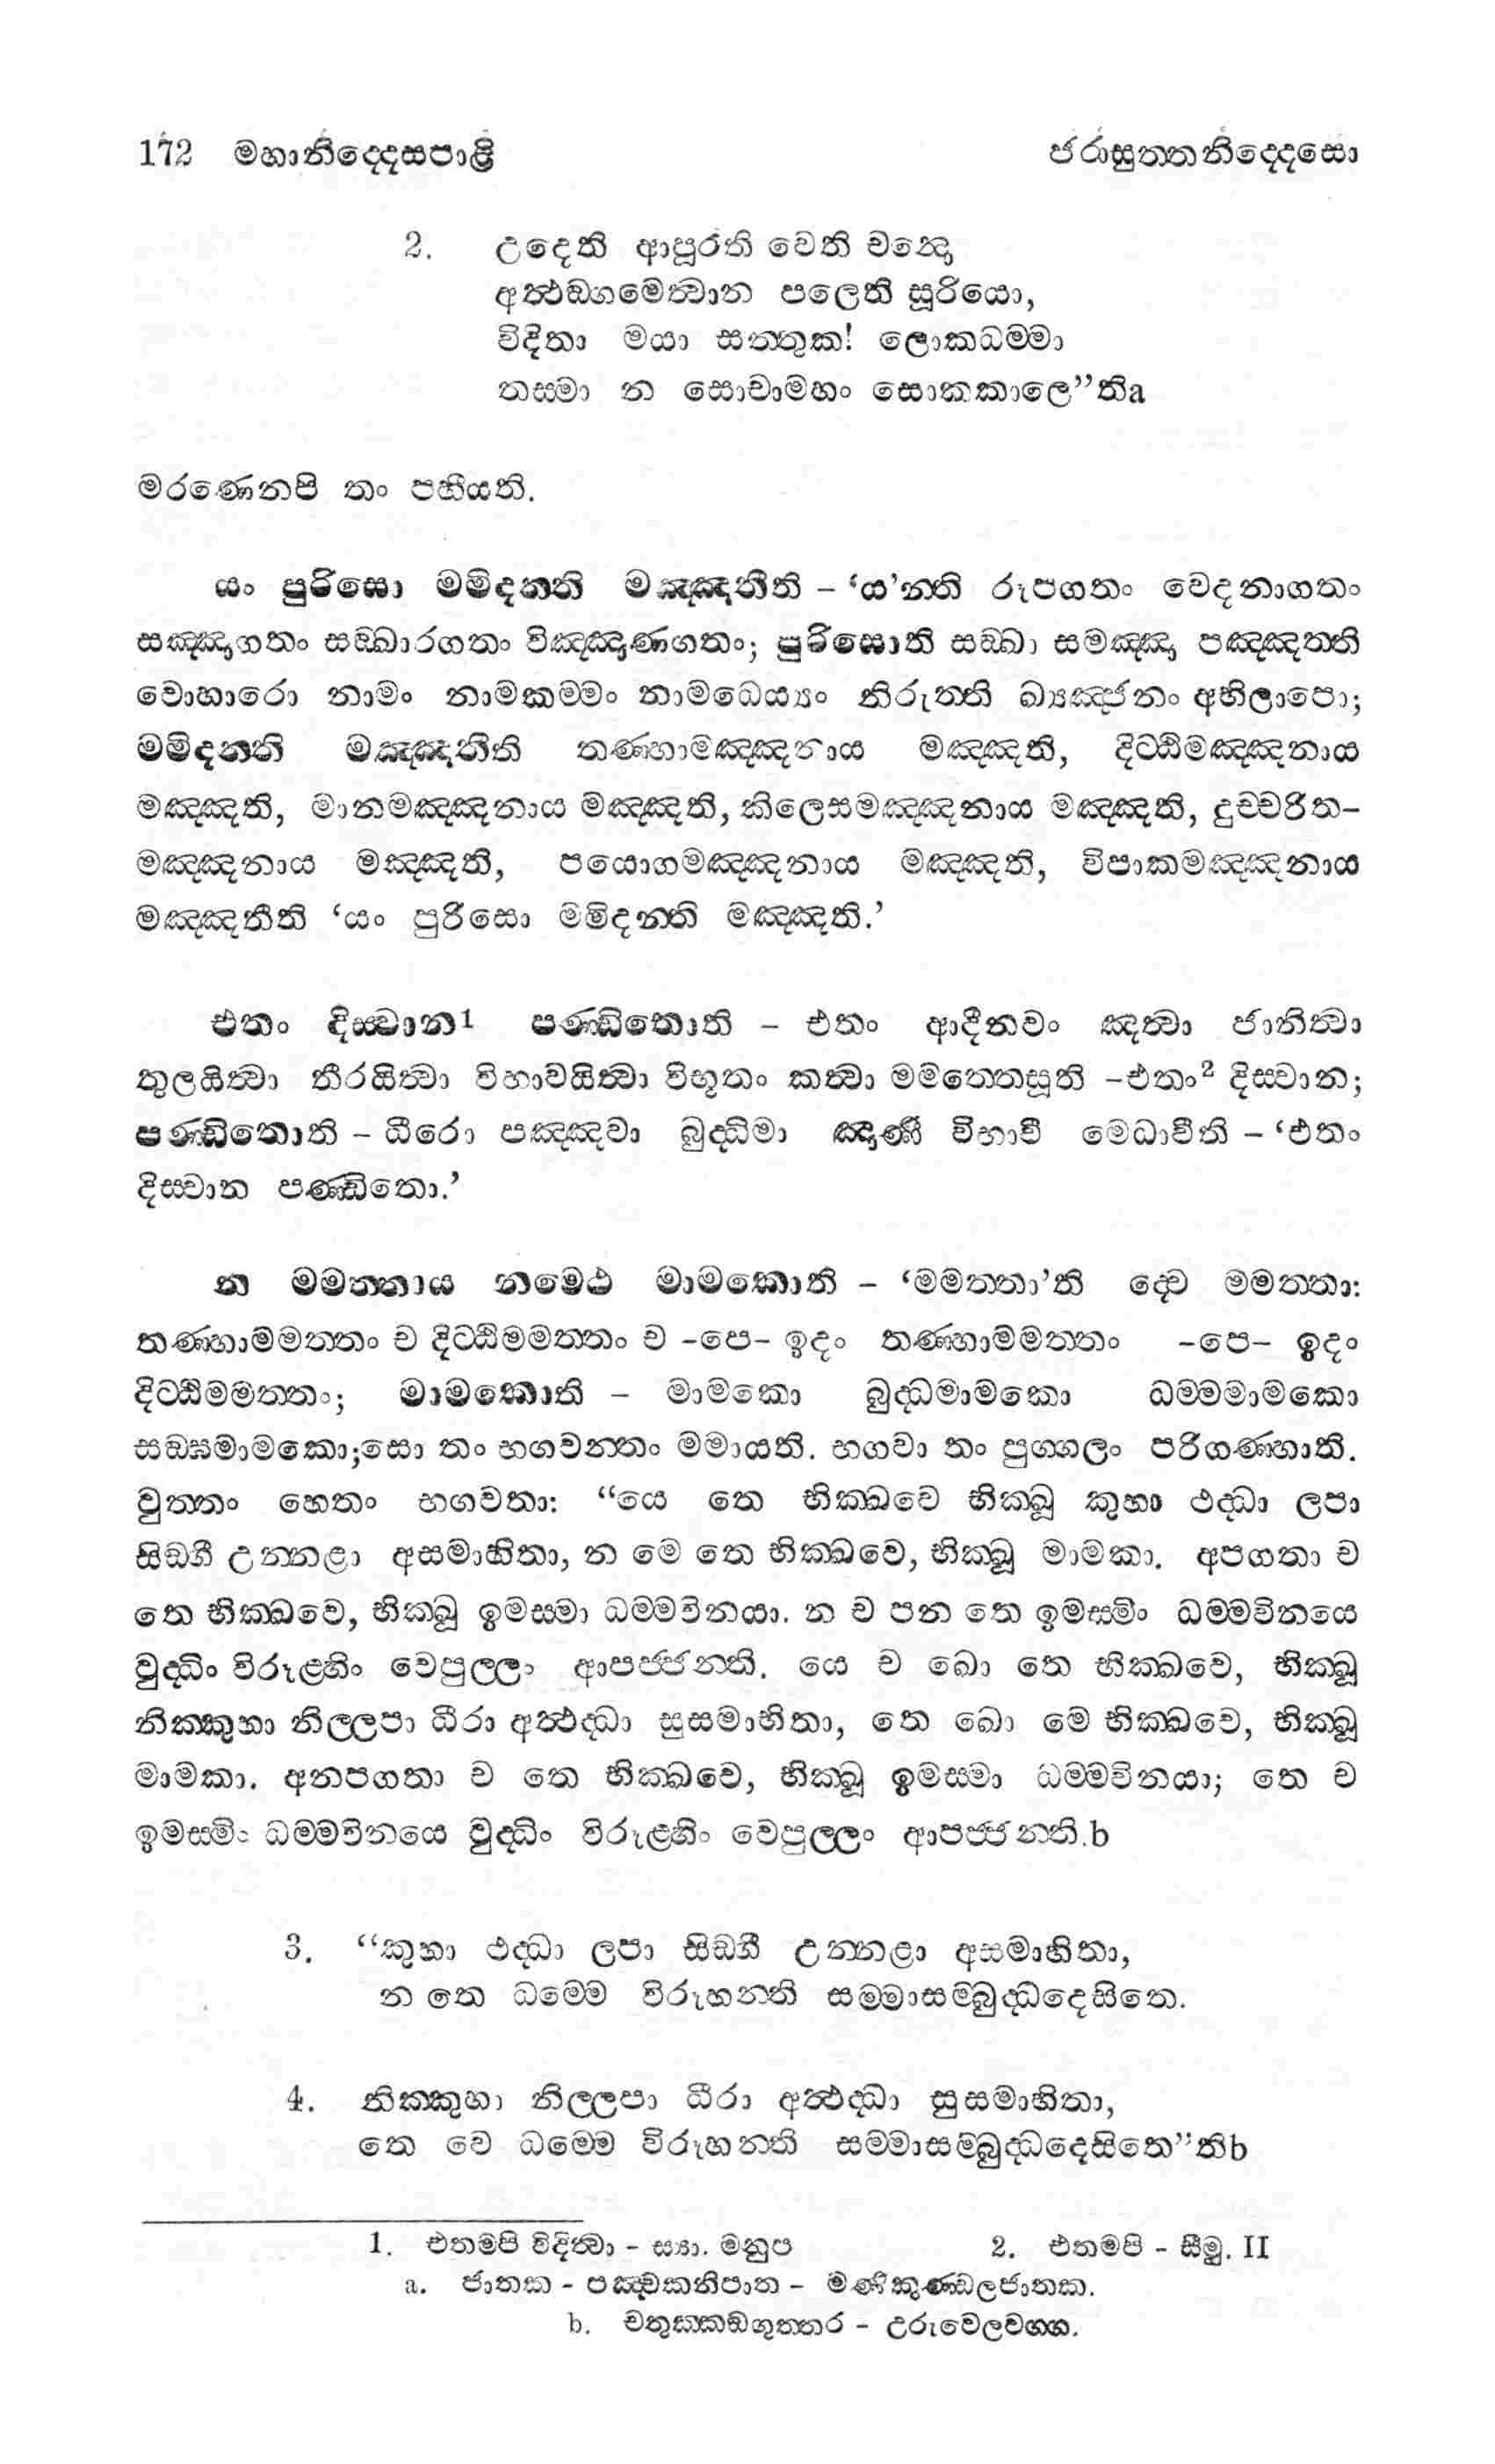 172 මහානිද්දෙසපාළි ජරාසුත්තනිද්දෙසො
2. උදෙති ආපූරති වෙති චන්දො
අත්ථඞ්ගමෙත්වාන පලෙති සූරියො,
විදිතා මයා සත්තුක! ලොකධම්මා
තස්මා න සොචාමහං සොකකාලෙ”තිa
මරණෙනපි තං පහීයති.
යං පුරිසො මමිදන්ති මඤ්ඤතීති – ‘ය’න්ති රූපගතං වෙදනාගතං
සඤ්ඤාගතං සඞ්ඛාරගතං විඤ්ඤාණගතං; පුරිසොති සඞ්ඛා සමඤ්ඤා පඤ්ඤත්ති
වොහාරො නාමං නාමකම්මං නාමධෙය්‍යං නිරුත්ති ඛ්‍යඤ්ජනං අභිලාපො;
මමිදන්ති මඤ්ඤතීති තණ්හාමඤ්ඤනාය මඤ්ඤති, දිට්ඨිමඤ්ඤනාය
මඤ්ඤති, මානමඤ්ඤනාය මඤ්ඤති, කිලෙසමඤ්ඤනාය මඤ්ඤති, දුච්චරිත–
මඤ්ඤනාය මඤ්ඤති, පයොගමඤ්ඤනාය මඤ්ඤති, විපාකමඤ්ඤනාය
මඤ්ඤතීති ‘යං පුරිසො මමිදන්ති මඤ්ඤති.’
එතං දිස්වාන1 පණ්ඩිතොති – එතං ආදීනවං ඤත්වා ජානිත්වා
තුලයිත්වා තීරයිත්වා විභාවයිත්වා විභූතං කත්වා මමත්තෙසූති –එතං2 දිස්වාන;
පණ්ඩිතොති – ධීරො පඤ්ඤවා බුද්ධිමා ඤාණී විභාවී මෙධාවීති – ‘එතං
දිස්වාන පණ්ඩිතො.’
න මමත්තාය නමෙථ මාමකොති – ‘මමත්තා’ති ද්වෙ මමත්තා:
තණ්හාමමත්තං ච දිට්ඨිමමත්තං ච –පෙ– ඉදං තණ්හාමමත්තං –පෙ– ඉදං
දිට්ඨිමමත්තං; මාමකොති – මාමකො බුද්ධමාමකො ධම්මමාමකො
සඞ්ඝමාමකො;සො තං භගවන්තං මමායති. භගවා තං පුග්ගලං පරිගණ්හාති.
වුත්තං හෙතං භගවතා: “යෙ තෙ භික්ඛවෙ භික්ඛූ කුහා ථද්ධා ලපා
සිඞ්ගී උන්නළා අසමාහිතා, න මෙ තෙ භික්ඛවෙ, භික්ඛූ මාමකා. අපගතා ච
තෙ භික්ඛවෙ, භික්ඛූ ඉමස්මා ධම්මවිනයා. න ච පන තෙ ඉමස්මිං ධම්මවිනයෙ
වුද්ධිං විරූළ්හිං වෙපුල්ලං ආපජ්ජන්ති. යෙ ච ඛො තෙ භික්ඛවෙ, භික්ඛූ
නික්කුහා නිල්ලපා ධීරා අත්ථද්ධා සුසමාහිතා, තෙ ඛො මෙ භික්ඛවෙ, භික්ඛූ
මාමකා. අනපගතා ච තෙ භික්ඛවෙ, භික්ඛූ ඉමස්මා ධම්මවිනයා; තෙ ච
ඉමස්මිං ධම්මවිනයෙ වුද්ධිං විරූළ්හිං වෙපුල්ලං ආපජ්ජන්ති.b
3. “කුහා ථද්ධා ලපා සිඞ්ගී උන්නළා අසමාහිතා,
න තෙ ධම්මෙ විරූහන්ති සම්මාසම්බුද්ධදෙසිතෙ.
4. නික්කුහා නිල්ලපා ධීරා අත්ථද්ධා සුසමාහිතා,
තෙ වෙ ධම්මෙ විරූහන්ති සම්මාසම්බුද්ධදෙසිතෙ”තිb
1. එතම්පි විදිත්වා – ස්‍යා. මනුප 2. එතම්පි – සීමු. II
a. ජාතක – පඤ්චකනිපාත – මණිකුණ්ඩලජාතක.
b. චතුක්කඞ්ගුත්තර – උරුවෙලවග්ග.